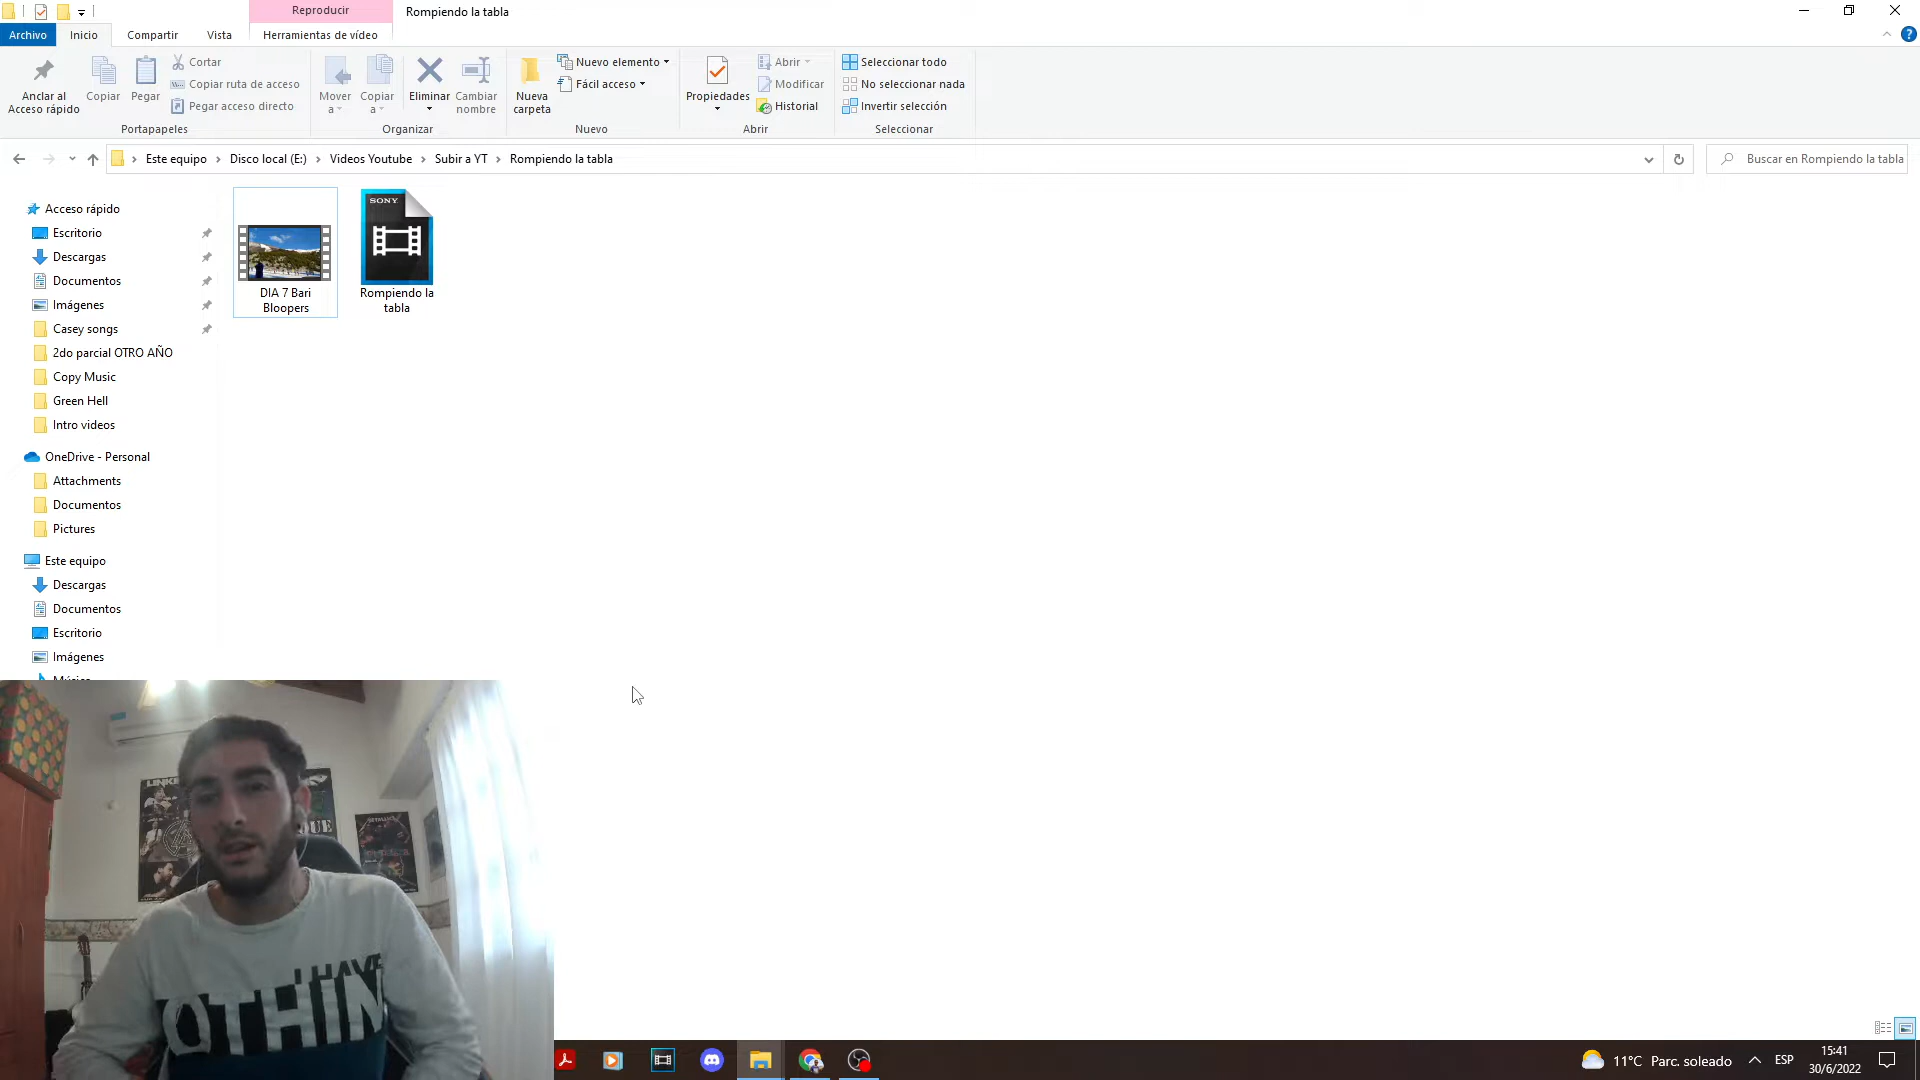 Reproducir
Rompiendo la tabla
Archivo
Inicio
Compartir
Vista
Herramientas de vídeo
Anclar al
Acceso rápido
Copiar
Pegar
Cortar
Copiar ruta de acceso
Pegar acceso directo
Portapapeles
Mover
a
Copiar
a
Eliminar
Cambiar
nombre
Organizar
Nueva
carpeta
Nuevo elemento
Fácil acceso
Nuevo
Propiedades
Abrir
Modificar
Historial
Abrir
Seleccionar todo
No seleccionar nada
Invertir selección
Seleccionar
Este equipo > Disco local (E:) > Videos Youtube > Subir a YT > Rompiendo la tabla
Buscar en Rompiendo la tabla
Acceso rápido
Escritorio
Descargas
Documentos
Imágenes
Casey songs
2do parcial OTRO AÑO
Copy Music
Green Hell
Intro videos
OneDrive - Personal
Attachments
Documentos
Pictures
Este equipo
Descargas
Documentos
Escritorio
Imágenes
SONY
DIA 7 Bari
Bloopers
Rompiendo la
tabla
I HAVE
OTHIN
11°C Parc. soleado
ESP
15:41
30/6/2022